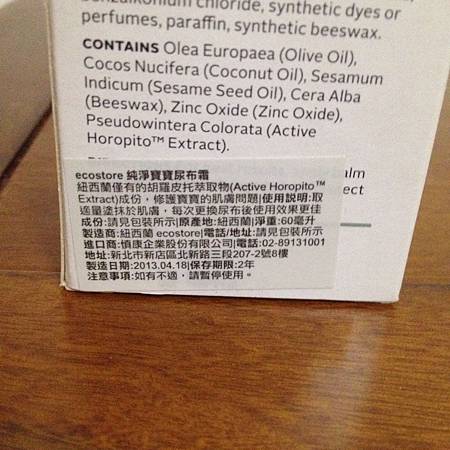 benzalkonium chloride, synthetic dyes or
perfumes, paraffin, synthetic beeswax.
CONTAINS Olea Europaea (Olive Oil),
Cocos Nucifera (Coconut Oil), Sesamum
Indicum (Sesame Seed Oil), Cera Alba
(Beeswax), Zinc Oxide (Zinc Oxide),
Pseudowintera Colorata (Active
Horopito™ Extract).
ecostore 純淨寶寶尿布霜
紐西蘭僅有的胡羅皮托萃取物(Active Horopito™
Extract)成份，修護寶寶的肌膚問題|使用說明:取
適量塗抹於肌膚，每次更換尿布後使用效果更佳
成份:請見包裝所示|原產地:紐西蘭|淨重:60毫升
製造商:紐西蘭 ecostore|電話/地址:請見包裝所示
進口商:慎康企業股份有限公司|電話:02-89131001
地址:新北市新店區北新路三段207-2號8樓
製造日期:2013.04.18|保存期限:2年
注意事項:如有不適，請暫停使用。